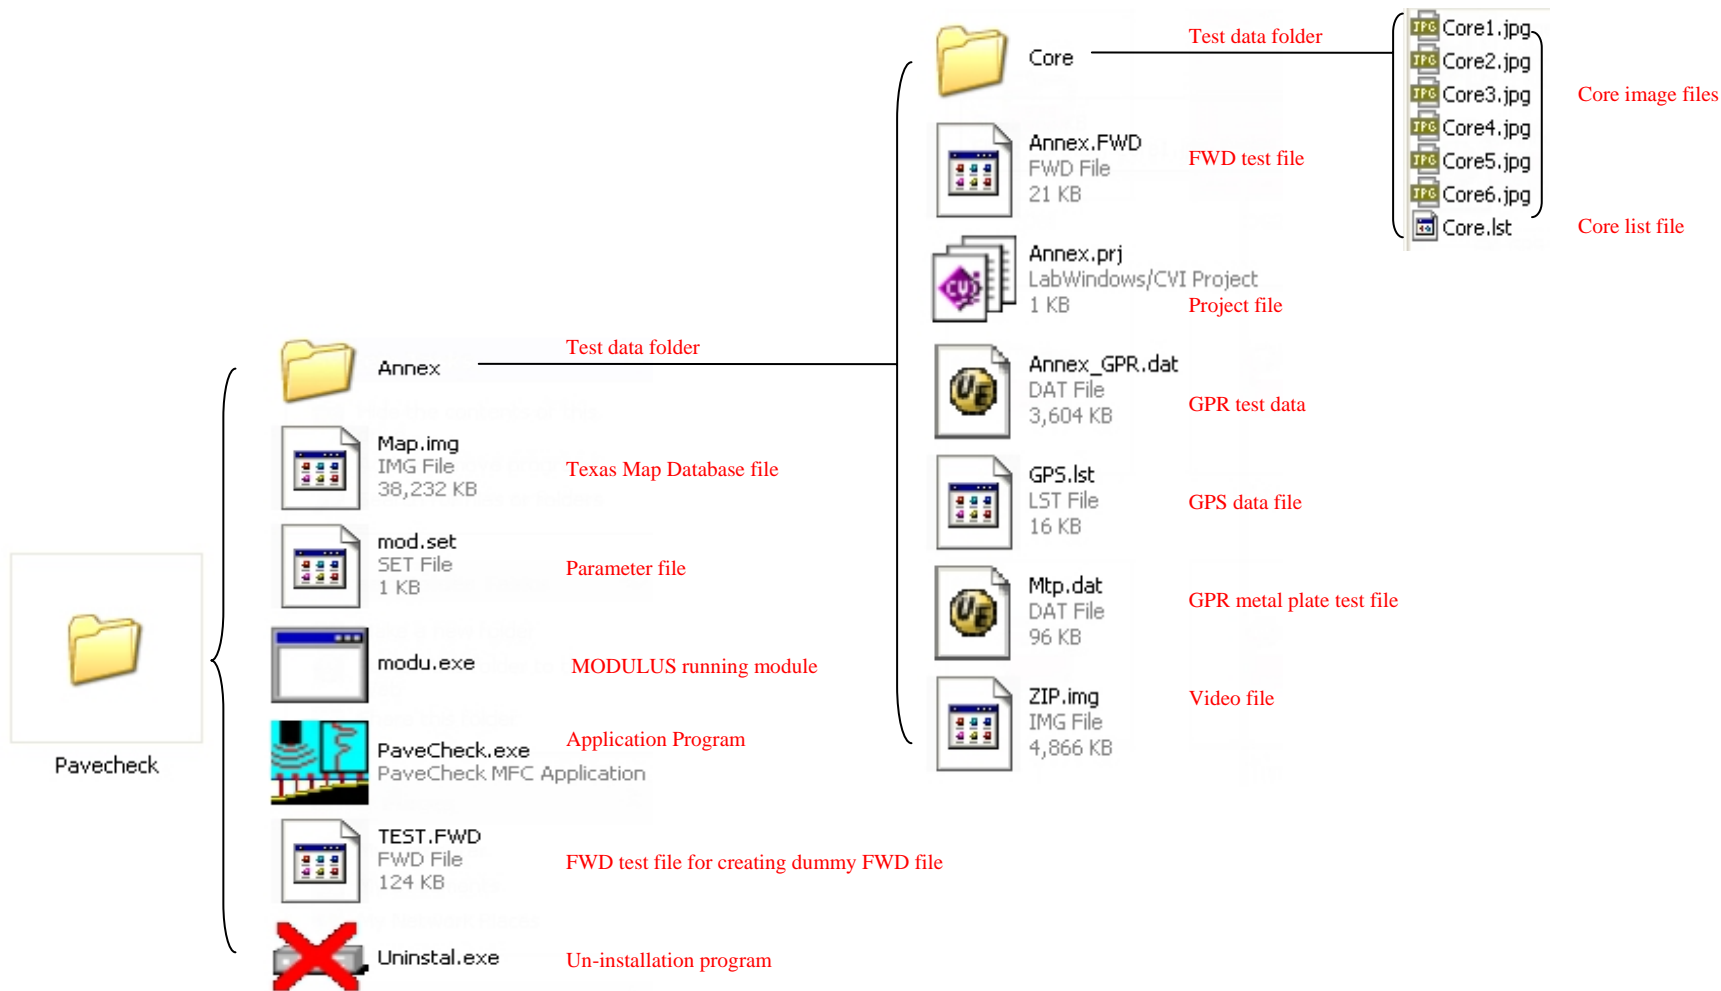 Pavecheck
Annex
Test data folder
Map.img
IMG File
38,232 KB
Texas Map Database file
mod.set
SET File
1 KB
Parameter file
modu.exe
MODULUS running module
PaveCheck.exe
PaveCheck MFC Application
Application Program
TEST.FWD
FWD File
124 KB
FWD test file for creating dummy FWD file
Uninstal.exe
Un-installation program
Core
Test data folder
Annex.FWD
FWD File
21 KB
FWD test file
Annex.prj
LabWindows/CVI Project
1 KB
Project file
Annex_GPR.dat
DAT File
3,604 KB
GPR test data
GPS.lst
LST File
16 KB
GPS data file
Mtp.dat
DAT File
96 KB
GPR metal plate test file
ZIP.img
IMG File
4,866 KB
Video file
JPG Core1.jpg
JPG Core2.jpg
JPG Core3.jpg
JPG Core4.jpg
JPG Core5.jpg
JPG Core6.jpg
Core.lst
Core image files
Core list file